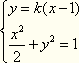 y = k(x−1)
x²/2 + y² = 1